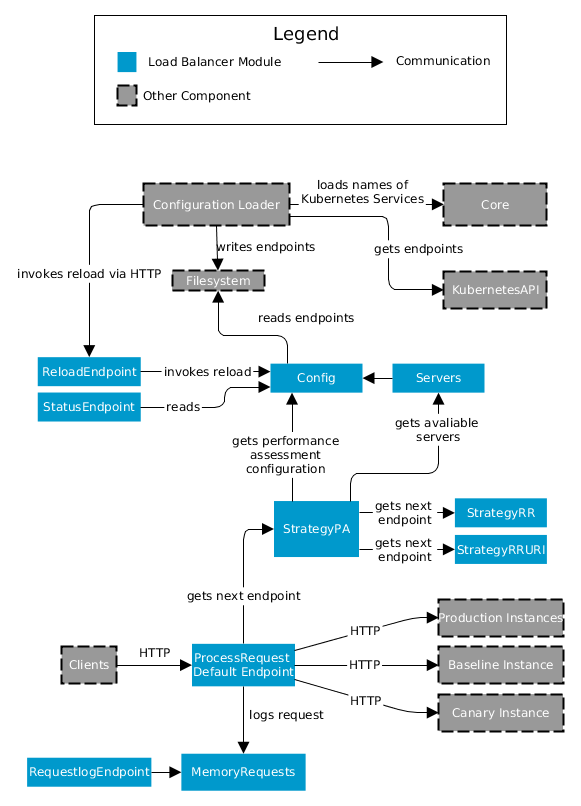 Legend
Load Balancer Module
Communication
Other Component
Configuration Loader
loads names of
Kubernetes Services
Core
writes endpoints
gets endpoints
invokes reload via HTTP
Filesystem
KubernetesAPI
reads endpoints
ReloadEndpoint
invokes reload
Config
Servers
StatusEndpoint
reads
gets performance
assessment
configuration
gets avaliable
servers
StrategyPA
gets next
endpoint
StrategyRR
gets next
endpoint
StrategyRRURI
gets next endpoint
Clients
HTTP
ProcessRequest
Default Endpoint
HTTP
Production Instances
HTTP
Baseline Instance
HTTP
Canary Instance
logs request
RequestlogEndpoint
MemoryRequests